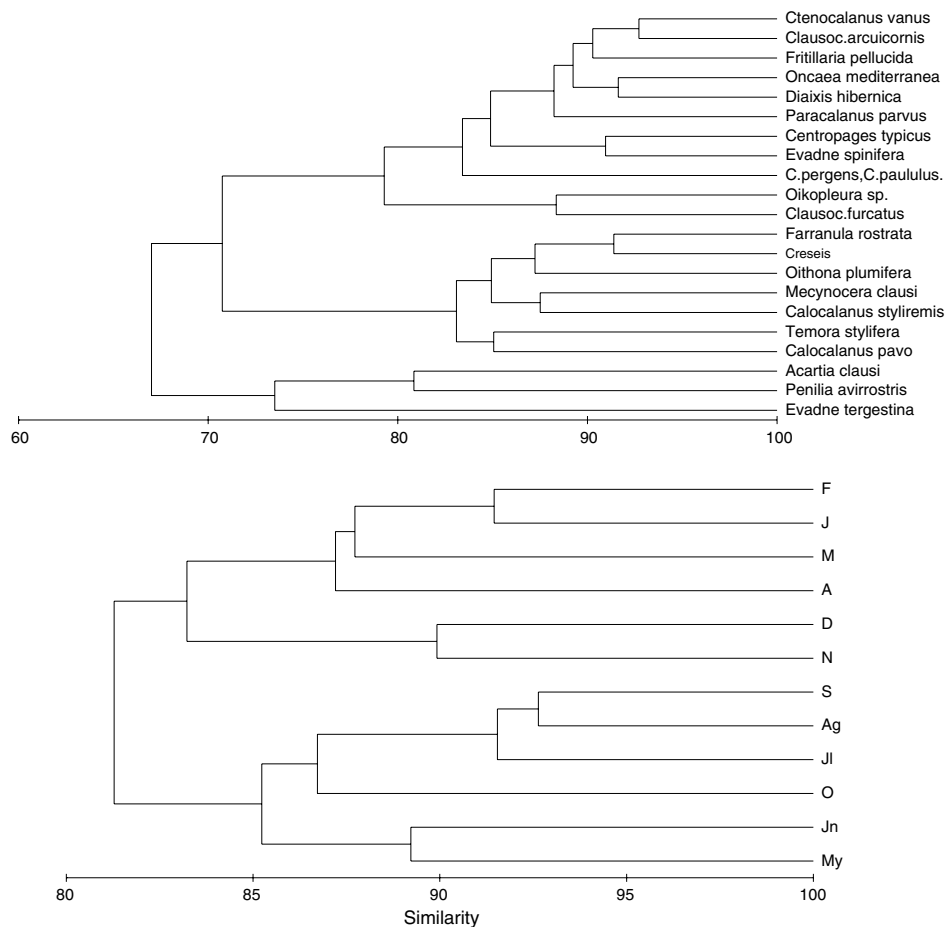 Ctenocalanus vanus
Clausoc.arcuicornis
Fritillaria pellucida
Oncaea mediterranea
Diaixis hibernica
Paracalanus parvus
Centropages typicus
Evadne spinifera
C.pergens,C.paululus.
Oikopleura sp.
Clausoc.furcatus
Farranula rostrata
Creseis
Oithona plumifera
Mecynocera clausi
Calocalanus styliremis
Temora stylifera
Calocalanus pavo
Acartia clausi
Penilia avirrostris
Evadne tergestina
60 70 80 90 100
F
J
M
A
D
N
S
Ag
Jl
O
Jn
My
80 85 90 95 100
Similarity